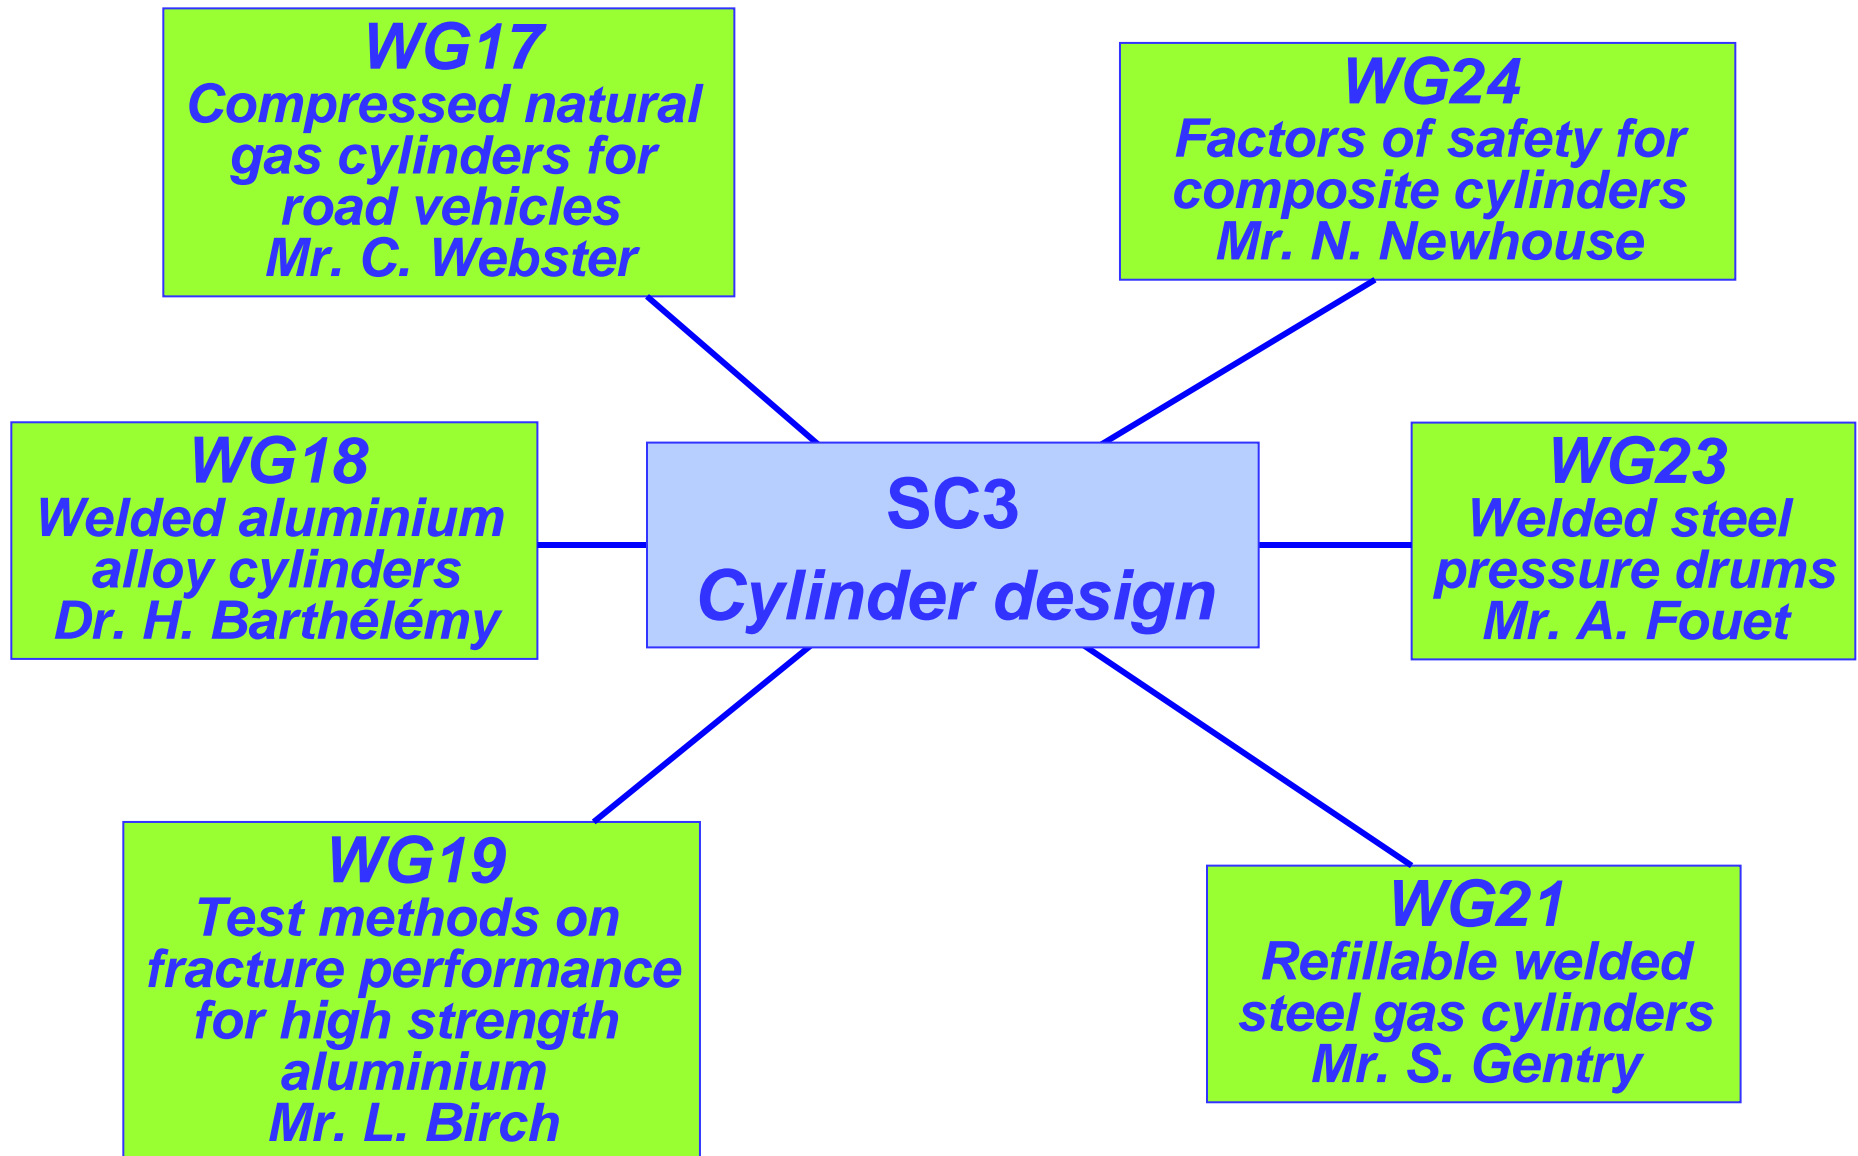 WG17
Compressed natural
gas cylinders for
road vehicles
Mr. C. Webster
WG24
Factors of safety for
composite cylinders
Mr. N. Newhouse
WG18
Welded aluminium
alloy cylinders
Dr. H. Barthélémy
SC3
Cylinder design
WG23
Welded steel
pressure drums
Mr. A. Fouet
WG19
Test methods on
fracture performance
for high strength
aluminium
Mr. L. Birch
WG21
Refillable welded
steel gas cylinders
Mr. S. Gentry